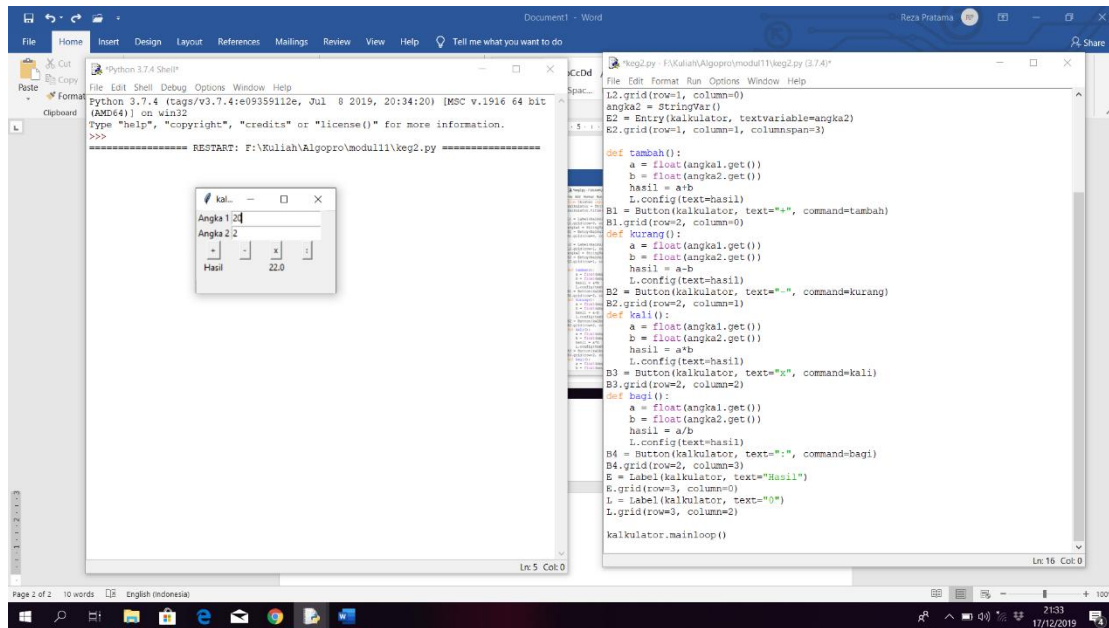 Document1 - Word
Reza Pratama
RP
File Home Insert Design Layout References Mailings Review View Help Tell me what you want to do
Share
Paste
Cut
Copy
Format
Clipboard
*Python 3.7.4 Shell*
File Edit Shell Debug Options Window Help
Python 3.7.4 (tags/v3.7.4:e09359112e, Jul 8 2019, 20:34:20) [MSC v.1916 64 bit
(AMD64)] on win32
Type "help", "copyright", "credits" or "license()" for more information.
>>>
================= RESTART: F:\Kuliah\Algopro\modul11\keg2.py =================
kal...
Angka 1 20
Angka 2 2
+ - x :
Hasil 22.0
Ln: 5 Col: 0
*keg2.py - F:\Kuliah\Algopro\modul11\keg2.py (3.7.4)*
File Edit Format Run Options Window Help
L2.grid(row=1, column=0)
angka2 = StringVar()
E2 = Entry(kalkulator, textvariable=angka2)
E2.grid(row=1, column=1, columnspan=3)
def tambah():
a = float(angka1.get())
b = float(angka2.get())
hasil = a+b
L.config(text=hasil)
B1 = Button(kalkulator, text="+", command=tambah)
B1.grid(row=2, column=0)
def kurang():
a = float(angka1.get())
b = float(angka2.get())
hasil = a-b
L.config(text=hasil)
B2 = Button(kalkulator, text="-", command=kurang)
B2.grid(row=2, column=1)
def kali():
a = float(angka1.get())
b = float(angka2.get())
hasil = a*b
L.config(text=hasil)
B3 = Button(kalkulator, text="x", command=kali)
B3.grid(row=2, column=2)
def bagi():
a = float(angka1.get())
b = float(angka2.get())
hasil = a/b
L.config(text=hasil)
B4 = Button(kalkulator, text=":", command=bagi)
B4.grid(row=2, column=3)
E = Label(kalkulator, text="Hasil")
E.grid(row=3, column=0)
L = Label(kalkulator, text="0")
L.grid(row=3, column=2)
kalkulator.mainloop()
Ln: 16 Col: 0
Page 2 of 2 10 words English (Indonesia)
21:33
17/12/2019